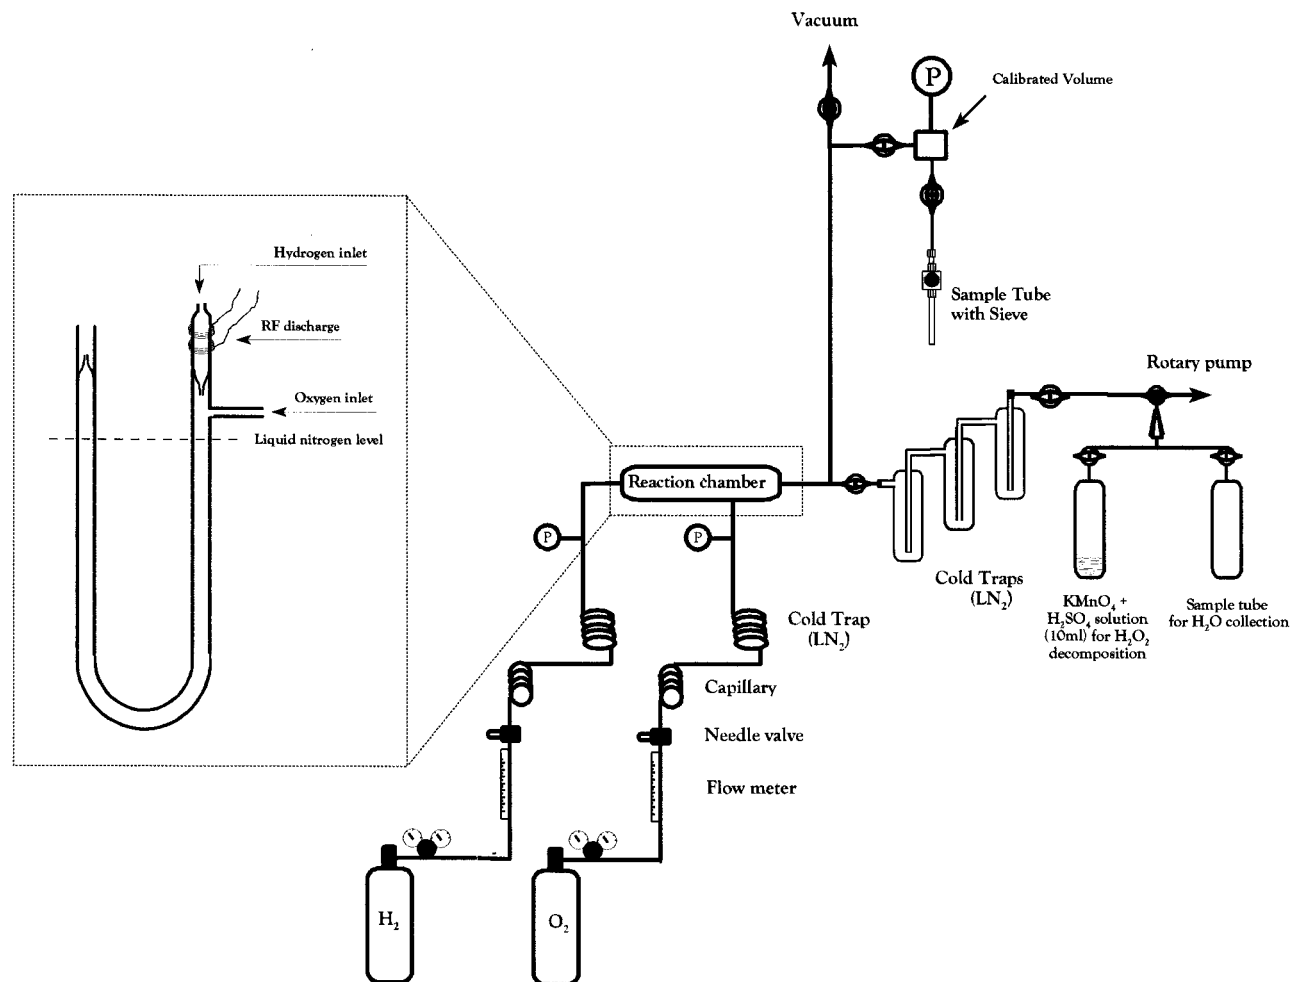 Vacuum
P
Calibrated Volume
Hydrogen inlet
RF discharge
Sample Tube
with Sieve
Oxygen inlet
Liquid nitrogen level
Rotary pump
Reaction chamber
P
P
Cold Traps
(LN₂)
KMnO₄ +
H₂SO₄ solution
(10ml) for H₂O₂
decomposition
Sample tube
for H₂O collection
Cold Trap
(LN₂)
Capillary
Needle valve
Flow meter
H₂
O₂